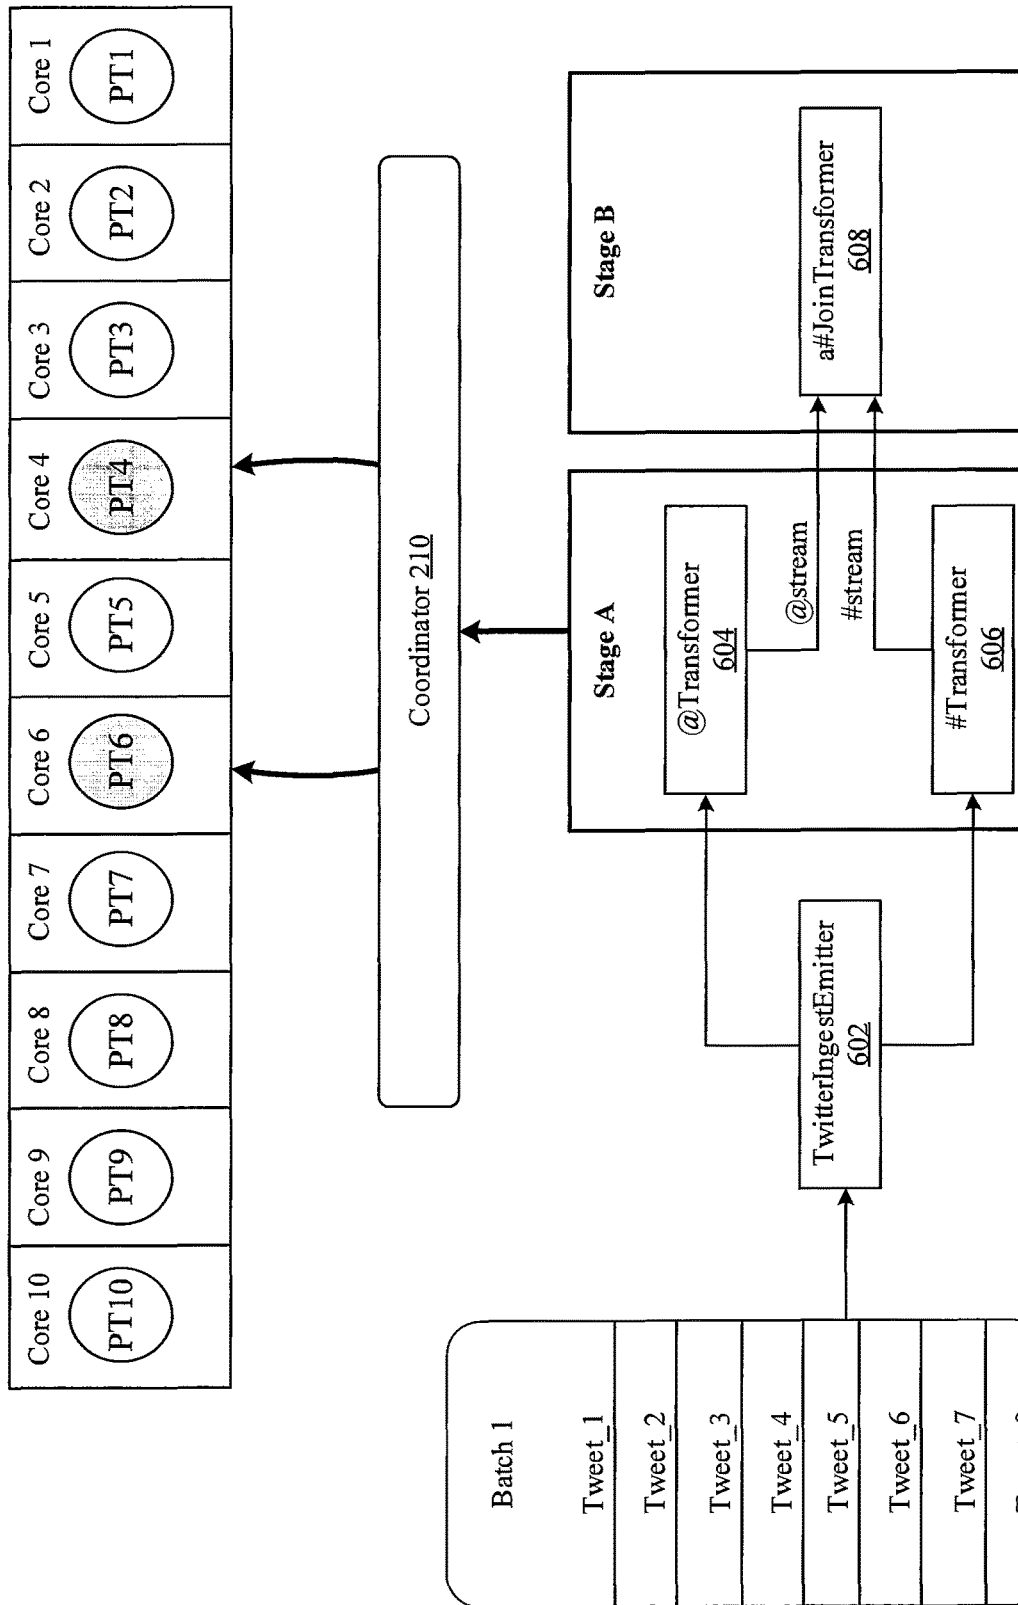 Core 10
PT10
Core 9
PT9
Core 8
PT8
Core 7
PT7
Core 6
PT6
Core 5
PT5
Core 4
PT4
Core 3
PT3
Core 2
PT2
Core 1
PT1
Coordinator 210
Batch 1
Tweet_1
Tweet_2
Tweet_3
Tweet_4
Tweet_5
Tweet_6
Tweet_7
TwitterIngestEmitter
602
Stage A
@Transformer
604
@stream
#stream
#Transformer
606
Stage B
a#JoinTransformer
608